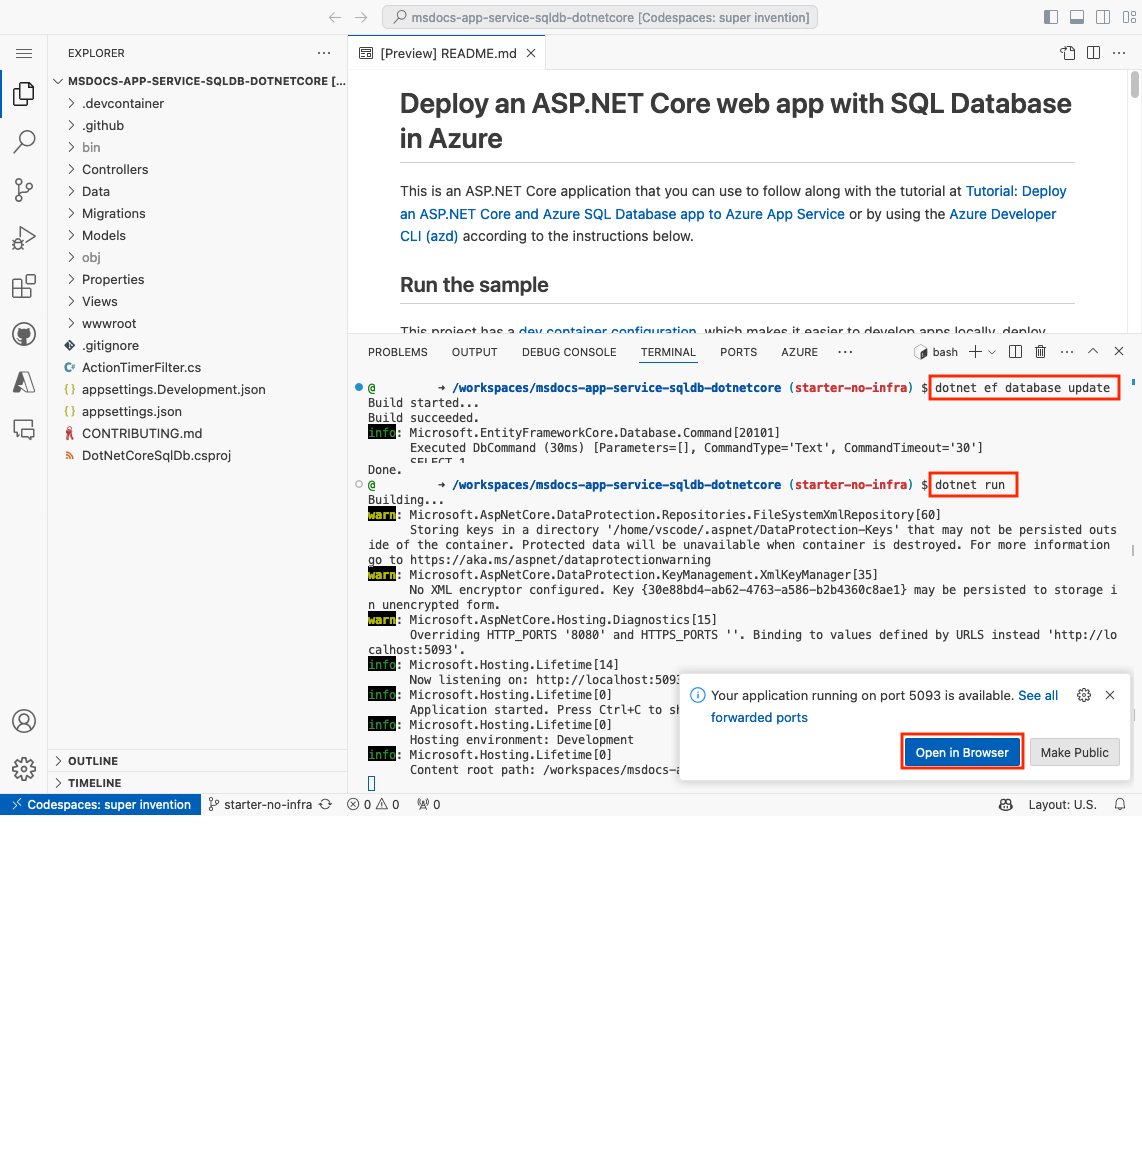 msdocs-app-service-sqldb-dotnetcore [Codespaces: super invention]
EXPLORER
MSDOCS-APP-SERVICE-SQLDB-DOTNETCORE [...
.devcontainer
.github
bin
Controllers
Data
Migrations
Models
obj
Properties
Views
wwwroot
.gitignore
ActionTimerFilter.cs
appsettings.Development.json
appsettings.json
CONTRIBUTING.md
DotNetCoreSqlDb.csproj
OUTLINE
TIMELINE
[Preview] README.md
Deploy an ASP.NET Core web app with SQL Database
in Azure
This is an ASP.NET Core application that you can use to follow along with the tutorial at Tutorial: Deploy
an ASP.NET Core and Azure SQL Database app to Azure App Service or by using the Azure Developer
CLI (azd) according to the instructions below.
Run the sample
This project has a dev container configuration, which makes it easier to develop apps locally, deploy
PROBLEMS OUTPUT DEBUG CONSOLE TERMINAL PORTS AZURE ··· bash
@ → /workspaces/msdocs-app-service-sqldb-dotnetcore (starter-no-infra) $ dotnet ef database update
Build started...
Build succeeded.
info: Microsoft.EntityFrameworkCore.Database.Command[20101]
Executed DbCommand (30ms) [Parameters=[], CommandType='Text', CommandTimeout='30']
SELECT 1
Done.
@ → /workspaces/msdocs-app-service-sqldb-dotnetcore (starter-no-infra) $ dotnet run
Building...
warn: Microsoft.AspNetCore.DataProtection.Repositories.FileSystemXmlRepository[60]
Storing keys in a directory '/home/vscode/.aspnet/DataProtection-Keys' that may not be persisted outs
ide of the container. Protected data will be unavailable when container is destroyed. For more information
go to https://aka.ms/aspnet/dataprotectionwarning
warn: Microsoft.AspNetCore.DataProtection.KeyManagement.XmlKeyManager[35]
No XML encryptor configured. Key {30e88bd4-ab62-4763-a586-b2b4360c8ae1} may be persisted to storage i
n unencrypted form.
warn: Microsoft.AspNetCore.Hosting.Diagnostics[15]
Overriding HTTP_PORTS '8080' and HTTPS_PORTS ''. Binding to values defined by URLS instead 'http://lo
calhost:5093'.
info: Microsoft.Hosting.Lifetime[14]
Now listening on: http://localhost:5093
info: Microsoft.Hosting.Lifetime[0]
Application started. Press Ctrl+C to sh
info: Microsoft.Hosting.Lifetime[0]
Hosting environment: Development
info: Microsoft.Hosting.Lifetime[0]
Content root path: /workspaces/msdocs-a
Your application running on port 5093 is available. See all
forwarded ports
Open in Browser
Make Public
Codespaces: super invention starter-no-infra 0 0 0 Layout: U.S.